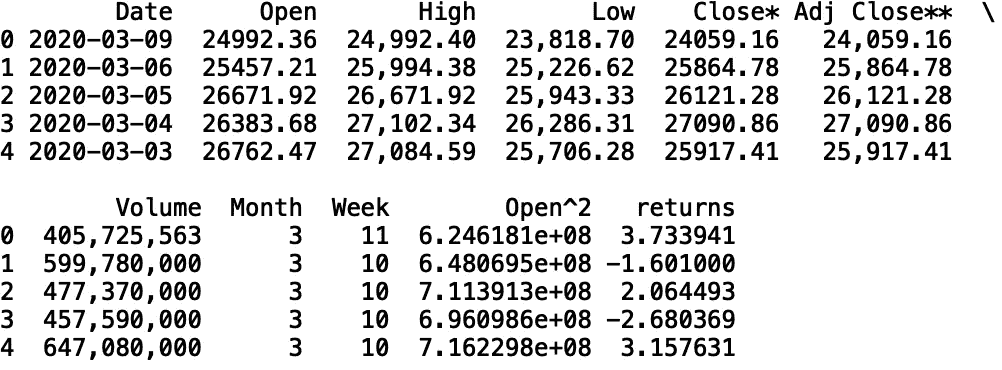 Date Open High Low Close* Adj Close** \
0 2020-03-09 24992.36 24,992.40 23,818.70 24059.16 24,059.16
1 2020-03-06 25457.21 25,994.38 25,226.62 25864.78 25,864.78
2 2020-03-05 26671.92 26,671.92 25,943.33 26121.28 26,121.28
3 2020-03-04 26383.68 27,102.34 26,286.31 27090.86 27,090.86
4 2020-03-03 26762.47 27,084.59 25,706.28 25917.41 25,917.41
Volume Month Week Open^2 returns
0 405,725,563 3 11 6.246181e+08 3.733941
1 599,780,000 3 10 6.480695e+08 -1.601000
2 477,370,000 3 10 7.113913e+08 2.064493
3 457,590,000 3 10 6.960986e+08 -2.680369
4 647,080,000 3 10 7.162298e+08 3.157631